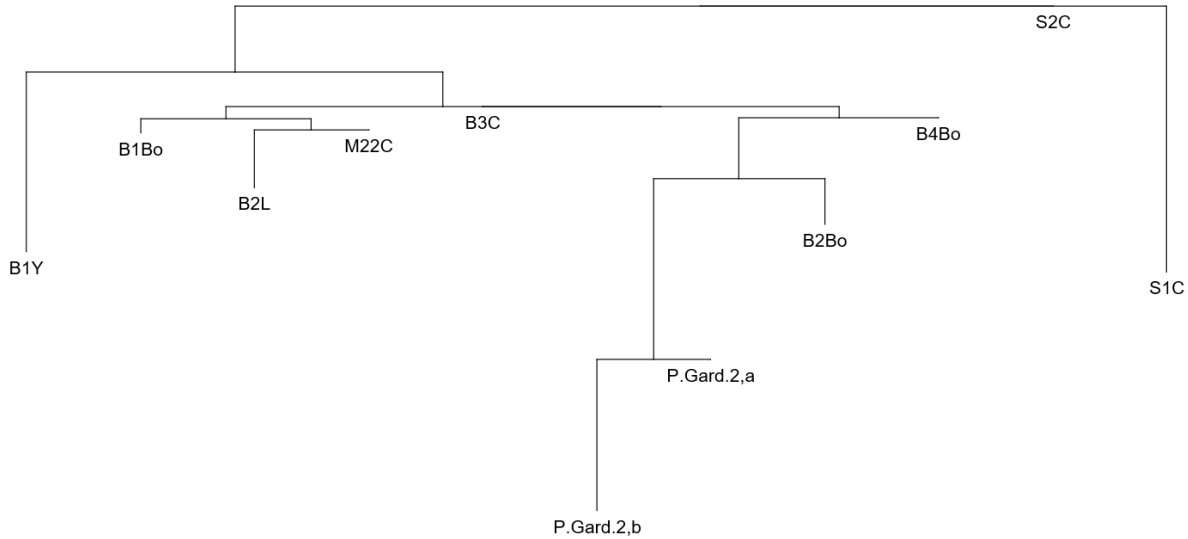 S2C
B3C
B4Bo
B1Bo
M22C
B2L
B2Bo
B1Y
S1C
P.Gard.2,a
P.Gard.2,b